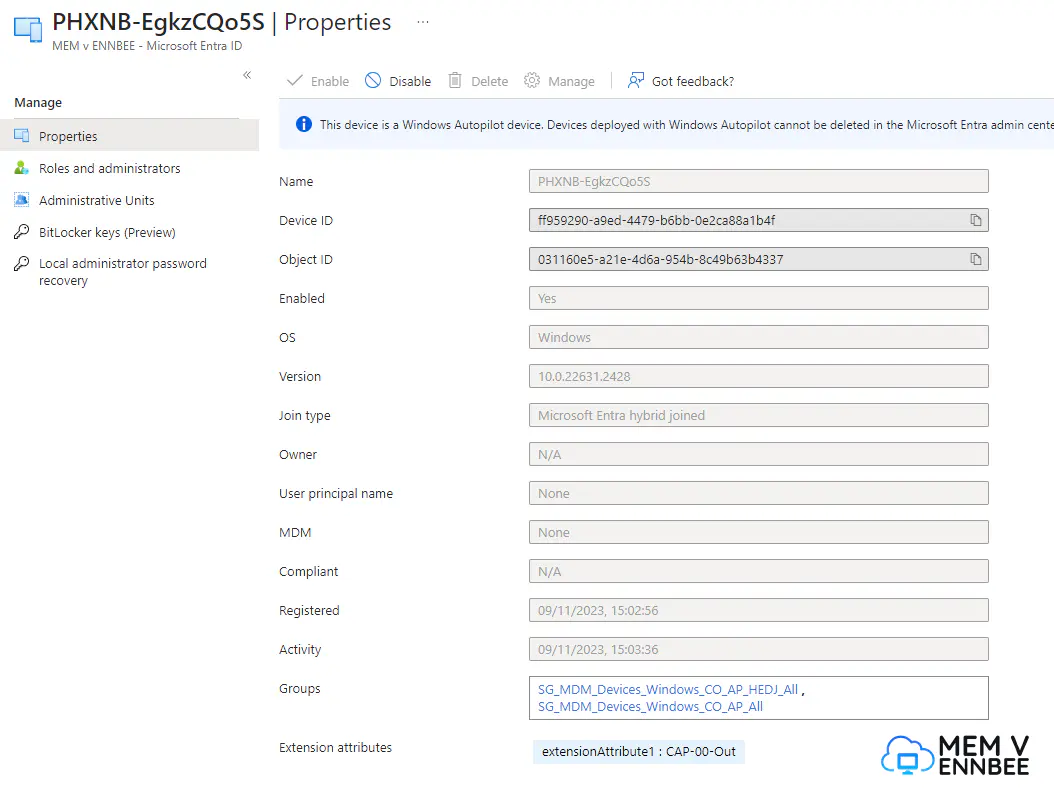 PHXNB-EgkzCQo5S | Properties ...
MEM v ENNBEE - Microsoft Entra ID
«
Manage
Properties
Roles and administrators
Administrative Units
BitLocker keys (Preview)
Local administrator password
recovery
Enable Disable Delete Manage Got feedback?
This device is a Windows Autopilot device. Devices deployed with Windows Autopilot cannot be deleted in the Microsoft Entra admin cente
Name PHXNB-EgkzCQo5S
Device ID ff959290-a9ed-4479-b6bb-0e2ca88a1b4f
Object ID 031160e5-a21e-4d6a-954b-8c49b63b4337
Enabled Yes
OS Windows
Version 10.0.22631.2428
Join type Microsoft Entra hybrid joined
Owner N/A
User principal name None
MDM None
Compliant N/A
Registered 09/11/2023, 15:02:56
Activity 09/11/2023, 15:03:36
Groups SG_MDM_Devices_Windows_CO_AP_HEDJ_All ,
SG_MDM_Devices_Windows_CO_AP_All
Extension attributes extensionAttribute1 : CAP-00-Out
MEM V
ENNBEE